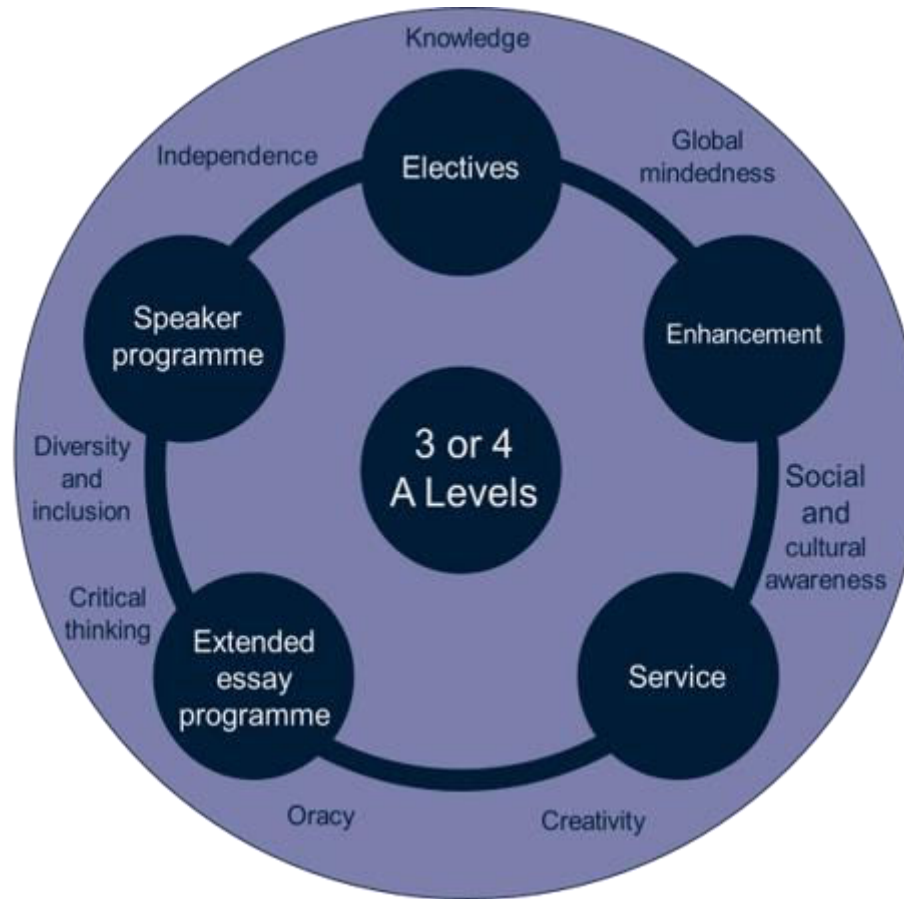 Knowledge
Independence
Global
mindedness
Electives
Speaker
programme
Enhancement
3 or 4
A Levels
Diversity
and
inclusion
Social
and
cultural
awareness
Critical
thinking
Extended
essay
programme
Service
Oracy
Creativity